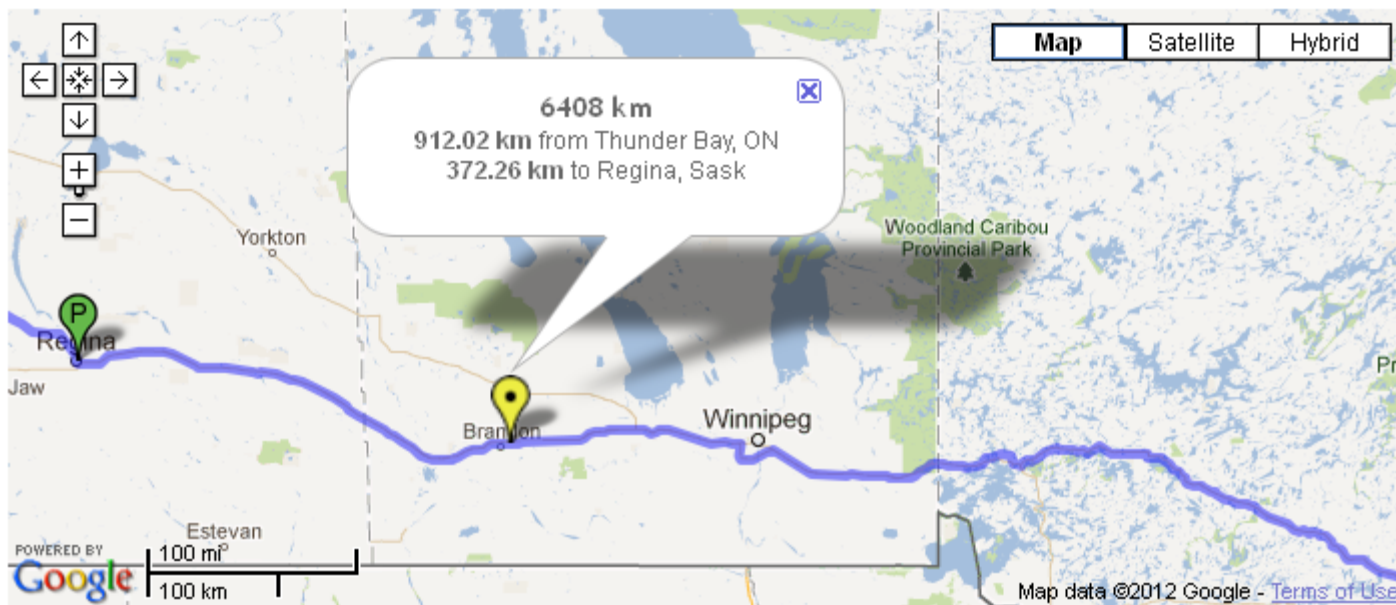 Map Satellite Hybrid
6408 km
912.02 km from Thunder Bay, ON
372.26 km to Regina, Sask
Woodland Caribou
Provincial Park
Yorkton
P
Regina
Jaw
Pr
Winnipeg
Brandon
Estevan
POWERED BY
Google
100 mi
100 km
Map data ©2012 Google - Terms of Use